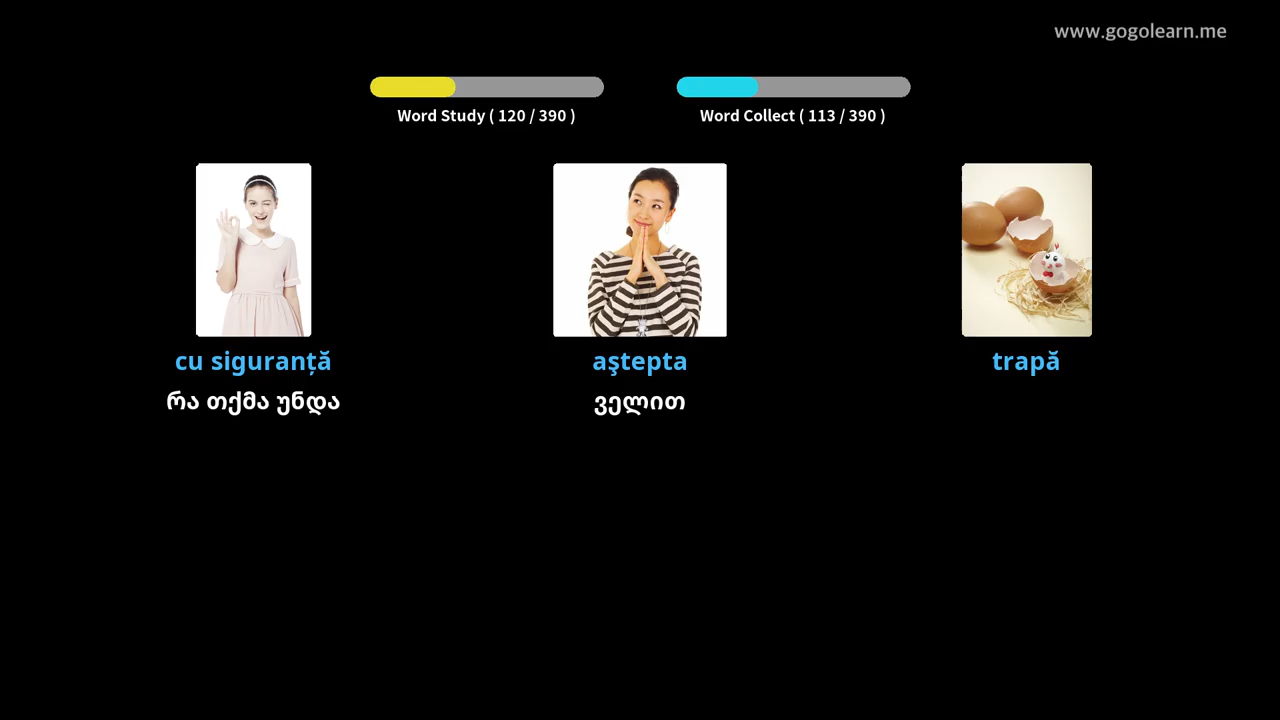 www.gogolearn.me
Word Study ( 120 / 390 )
Word Collect ( 113 / 390 )
cu siguranță
რა თქმა უნდა
aştepta
ველით
trapă